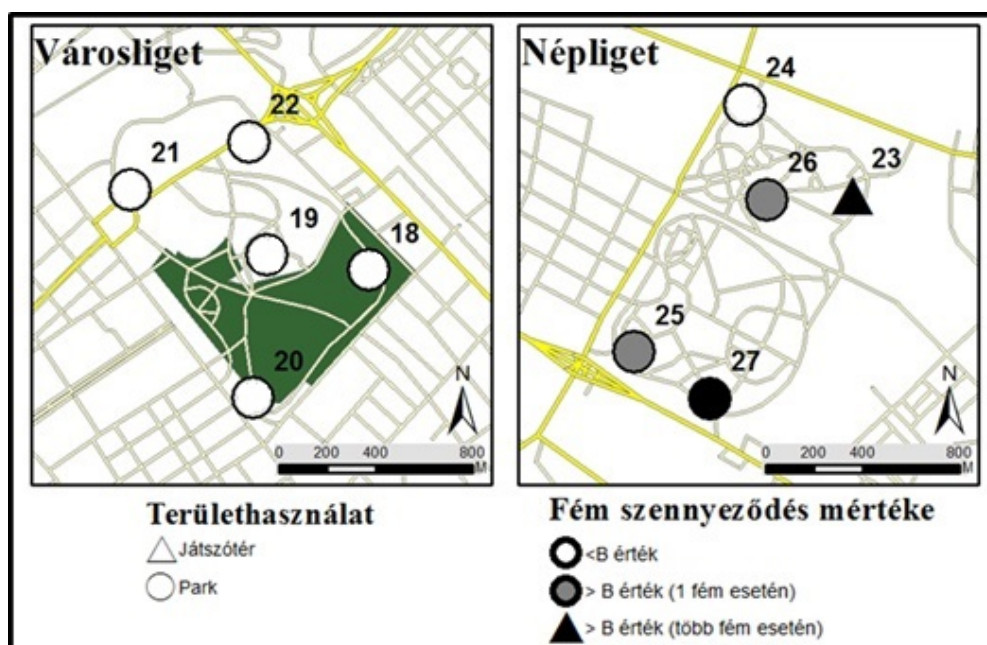 Városliget
22
21
19
18
20
N
0 200 400 800
M
Népliget
24
23
26
25
27
N
0 200 400 800
M
Területhasználat
Játszótér
Park
Fém szennyeződés mértéke
<B érték
> B érték (1 fém esetén)
> B érték (több fém esetén)